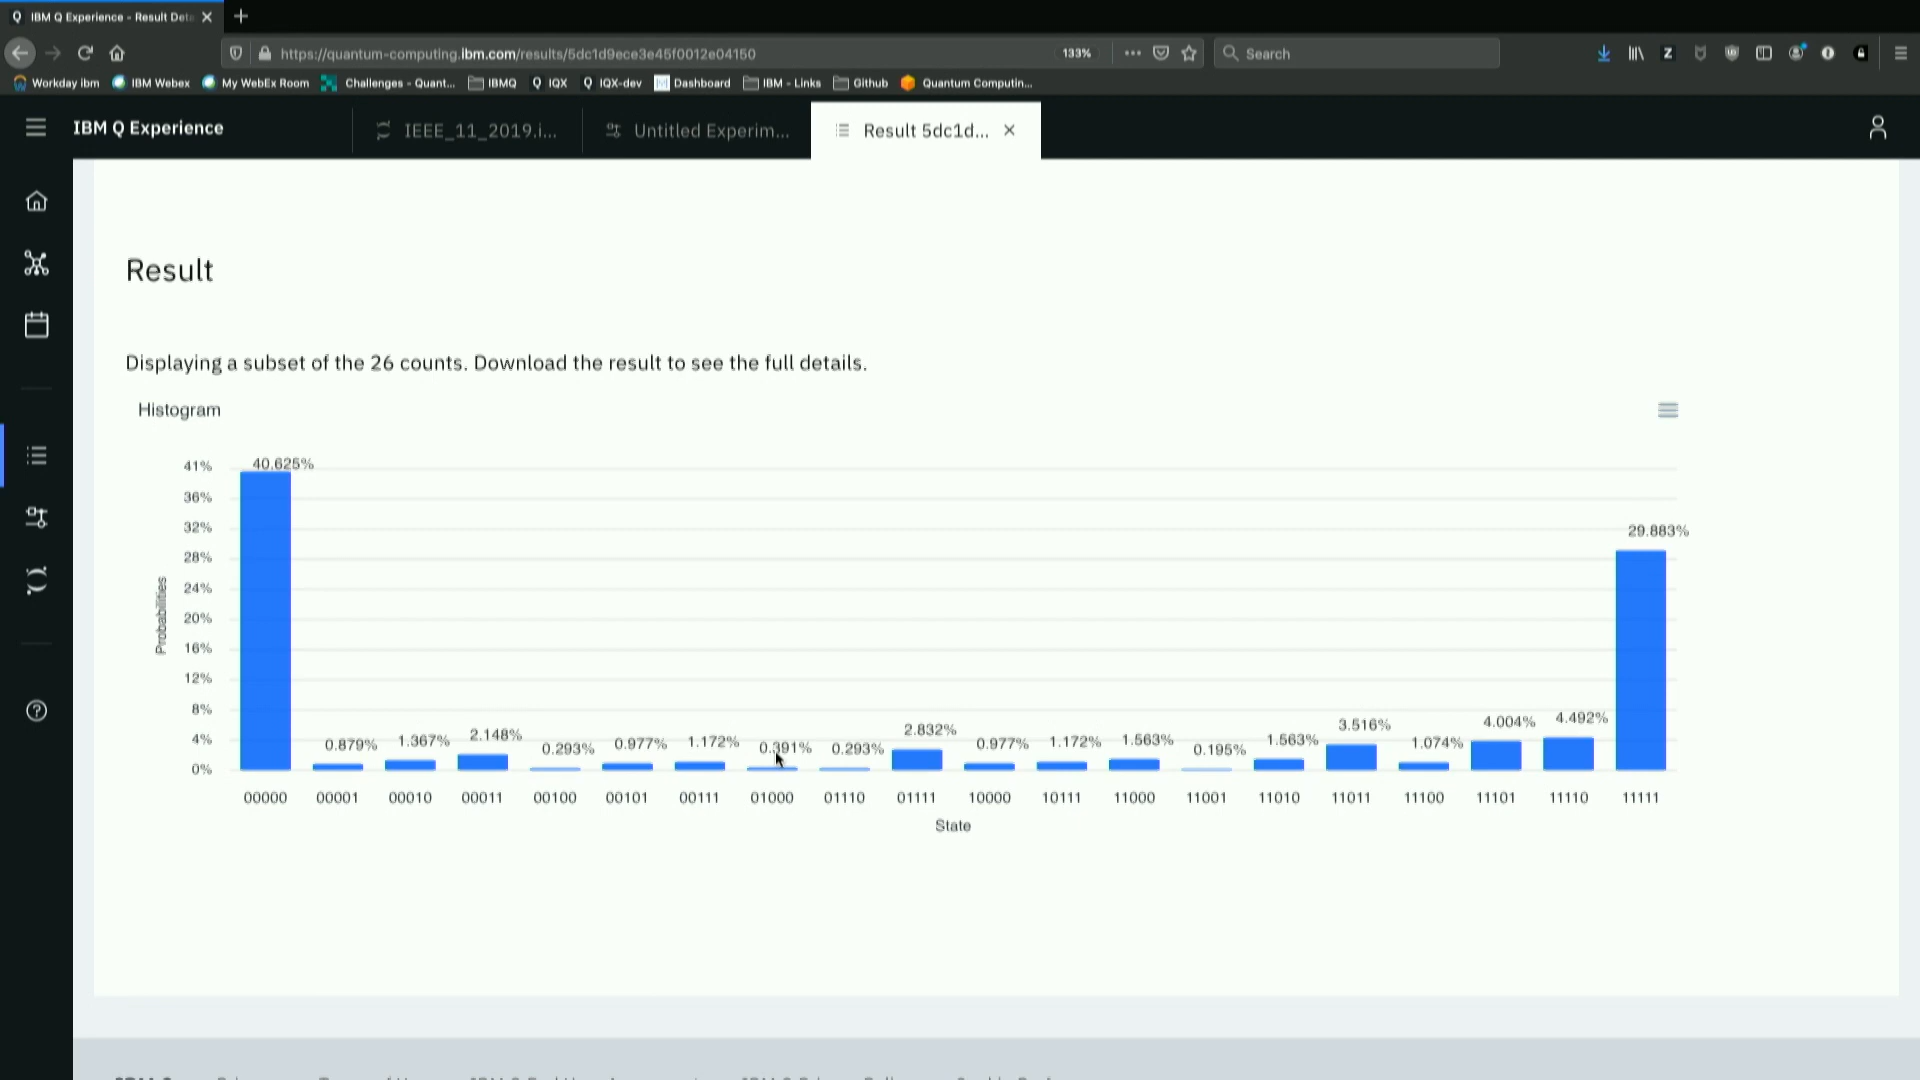 IBM Q Experience - Result Deta
https://quantum-computing.ibm.com/results/5dc1d9ece3e45f0012e04150
133%
Search
Workday ibm
IBM Webex
My WebEx Room
Challenges - Quant...
IBMQ
IQX
IQX-dev
Dashboard
IBM - Links
Github
Quantum Computin...
IBM Q Experience
IEEE_11_2019.i...
Untitled Experim...
Result 5dc1d...
Result
Displaying a subset of the 26 counts. Download the result to see the full details.
Histogram
Probabilities
41%
36%
32%
28%
24%
20%
16%
12%
8%
4%
0%
40.625%
0.879%
1.367%
2.148%
0.293%
0.977%
1.172%
0.391%
0.293%
2.832%
0.977%
1.172%
1.563%
0.195%
1.563%
3.516%
1.074%
4.004%
4.492%
29.883%
00000
00001
00010
00011
00100
00101
00111
01000
01110
01111
10000
10111
11000
11001
11010
11011
11100
11101
11110
11111
State